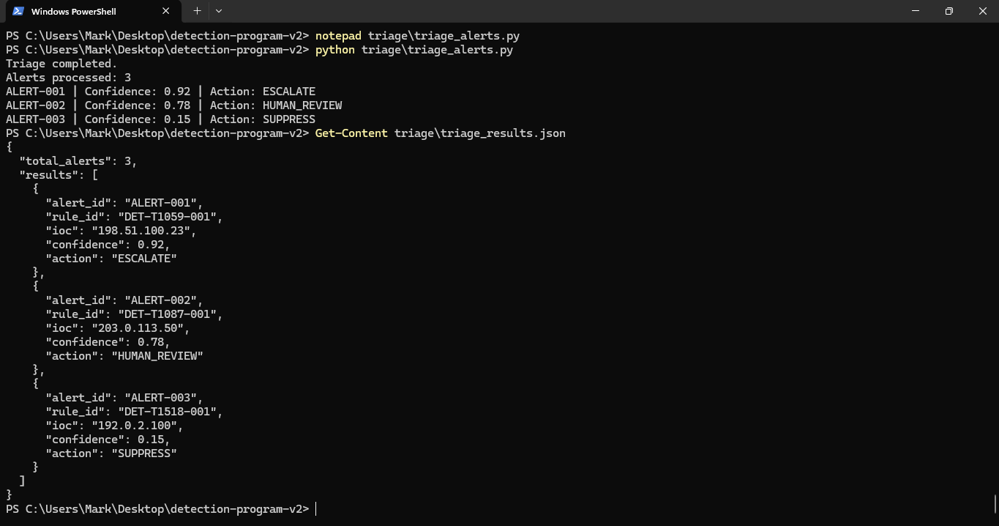 Windows PowerShell
PS C:\Users\Mark\Desktop\detection-program-v2> notepad triage\triage_alerts.py
PS C:\Users\Mark\Desktop\detection-program-v2> python triage\triage_alerts.py
Triage completed.
Alerts processed: 3
ALERT-001 | Confidence: 0.92 | Action: ESCALATE
ALERT-002 | Confidence: 0.78 | Action: HUMAN_REVIEW
ALERT-003 | Confidence: 0.15 | Action: SUPPRESS
PS C:\Users\Mark\Desktop\detection-program-v2> Get-Content triage\triage_results.json
{
  "total_alerts": 3,
  "results": [
    {
      "alert_id": "ALERT-001",
      "rule_id": "DET-T1059-001",
      "ioc": "198.51.100.23",
      "confidence": 0.92,
      "action": "ESCALATE"
    },
    {
      "alert_id": "ALERT-002",
      "rule_id": "DET-T1087-001",
      "ioc": "203.0.113.50",
      "confidence": 0.78,
      "action": "HUMAN_REVIEW"
    },
    {
      "alert_id": "ALERT-003",
      "rule_id": "DET-T1518-001",
      "ioc": "192.0.2.100",
      "confidence": 0.15,
      "action": "SUPPRESS"
    }
  ]
}
PS C:\Users\Mark\Desktop\detection-program-v2>